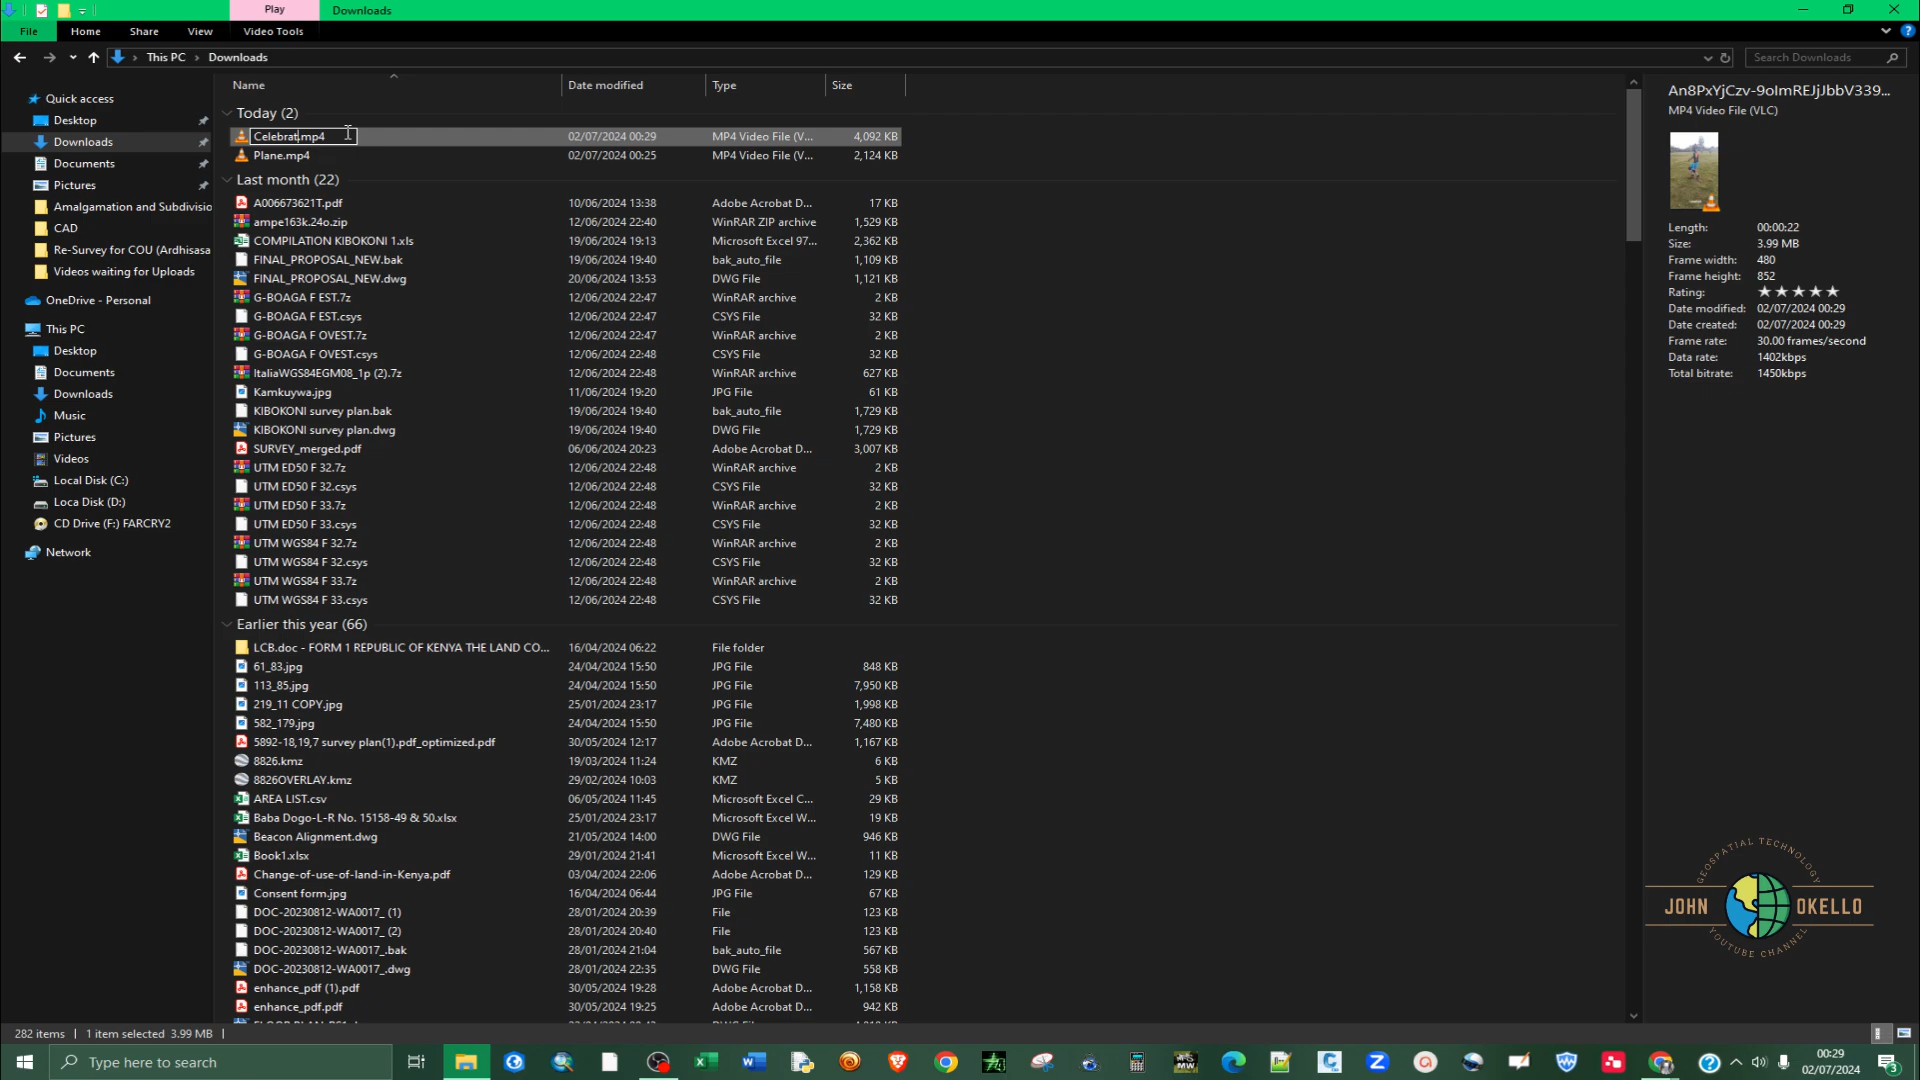 Play
Downloads
File
Home
Share
View
Video Tools
This PC
Downloads
Search Downloads
Quick access
Desktop
Downloads
Documents
Pictures
Amalgamation and Subdivisio
CAD
Re-Survey for COU (Ardhisasa
Videos waiting for Uploads
OneDrive - Personal
This PC
Desktop
Documents
Downloads
Music
Pictures
Videos
Local Disk (C:)
Loca Disk (D:)
CD Drive (F:) FARCRY2
Network
Name Date modified Type Size
Today (2)
Celebrat.mp4 02/07/2024 00:29 MP4 Video File (V... 4,092 KB
Plane.mp4 02/07/2024 00:25 MP4 Video File (V... 2,124 KB
Last month (22)
A006673621T.pdf 10/06/2024 13:38 Adobe Acrobat D... 17 KB
ampe163k.24o.zip 12/06/2024 22:40 WinRAR ZIP archive 1,529 KB
COMPILATION KIBOKONI 1.xls 19/06/2024 19:13 Microsoft Excel 97... 2,362 KB
FINAL_PROPOSAL_NEW.bak 19/06/2024 19:40 bak_auto_file 1,109 KB
FINAL_PROPOSAL_NEW.dwg 20/06/2024 13:53 DWG File 1,121 KB
G-BOAGA F EST.7z 12/06/2024 22:47 WinRAR archive 2 KB
G-BOAGA F EST.csys 12/06/2024 22:47 CSYS File 32 KB
G-BOAGA F OVEST.7z 12/06/2024 22:47 WinRAR archive 2 KB
G-BOAGA F OVEST.csys 12/06/2024 22:48 CSYS File 32 KB
ItaliaWGS84EGM08_1p (2).7z 12/06/2024 22:48 WinRAR archive 627 KB
Kamkuywa.jpg 11/06/2024 19:20 JPG File 61 KB
KIBOKONI survey plan.bak 19/06/2024 19:40 bak_auto_file 1,729 KB
KIBOKONI survey plan.dwg 19/06/2024 19:40 DWG File 1,729 KB
SURVEY_merged.pdf 06/06/2024 20:23 Adobe Acrobat D... 3,007 KB
UTM ED50 F 32.7z 12/06/2024 22:48 WinRAR archive 2 KB
UTM ED50 F 32.csys 12/06/2024 22:48 CSYS File 32 KB
UTM ED50 F 33.7z 12/06/2024 22:48 WinRAR archive 2 KB
UTM ED50 F 33.csys 12/06/2024 22:48 CSYS File 32 KB
UTM WGS84 F 32.7z 12/06/2024 22:48 WinRAR archive 2 KB
UTM WGS84 F 32.csys 12/06/2024 22:48 CSYS File 32 KB
UTM WGS84 F 33.7z 12/06/2024 22:48 WinRAR archive 2 KB
UTM WGS84 F 33.csys 12/06/2024 22:48 CSYS File 32 KB
Earlier this year (66)
LCB.doc - FORM 1 REPUBLIC OF KENYA THE LAND CO... 16/04/2024 06:22 File folder
61_83.jpg 24/04/2024 15:50 JPG File 848 KB
113_85.jpg 24/04/2024 15:50 JPG File 7,950 KB
219_11 COPY.jpg 25/01/2024 23:17 JPG File 1,998 KB
582_179.jpg 24/04/2024 15:50 JPG File 7,480 KB
5892-18,19,7 survey plan(1).pdf_optimized.pdf 30/05/2024 12:17 Adobe Acrobat D... 1,167 KB
8826.kmz 19/03/2024 11:24 KMZ 6 KB
8826OVERLAY.kmz 29/02/2024 10:03 KMZ 5 KB
AREA LIST.csv 06/05/2024 11:45 Microsoft Excel C... 29 KB
Baba Dogo-L-R No. 15158-49 & 50.xlsx 25/01/2024 23:17 Microsoft Excel W... 19 KB
Beacon Alignment.dwg 21/05/2024 14:00 DWG File 946 KB
Book1.xlsx 29/01/2024 21:41 Microsoft Excel W... 11 KB
Change-of-use-of-land-in-Kenya.pdf 03/04/2024 22:06 Adobe Acrobat D... 129 KB
Consent form.jpg 16/04/2024 06:44 JPG File 67 KB
DOC-20230812-WA0017_ (1) 28/01/2024 20:39 File 123 KB
DOC-20230812-WA0017_ (2) 28/01/2024 20:40 File 123 KB
DOC-20230812-WA0017_.bak 28/01/2024 21:04 bak_auto_file 567 KB
DOC-20230812-WA0017_.dwg 28/01/2024 22:35 DWG File 558 KB
enhance_pdf (1).pdf 30/05/2024 19:28 Adobe Acrobat D... 1,158 KB
enhance_pdf.pdf 30/05/2024 19:25 Adobe Acrobat D... 942 KB
An8PxYjCzv-9oImREJjJbbV339...
MP4 Video File (VLC)
Length: 00:00:22
Size: 3.99 MB
Frame width: 480
Frame height: 852
Rating:
Date modified: 02/07/2024 00:29
Date created: 02/07/2024 00:29
Frame rate: 30.00 frames/second
Data rate: 1402kbps
Total bitrate: 1450kbps
GEOSPATIAL TECHNOLOGY
JOHN OKELLO
YOUTUBE CHANNEL
282 items 1 item selected 3.99 MB
Type here to search
00:29
02/07/2024
3